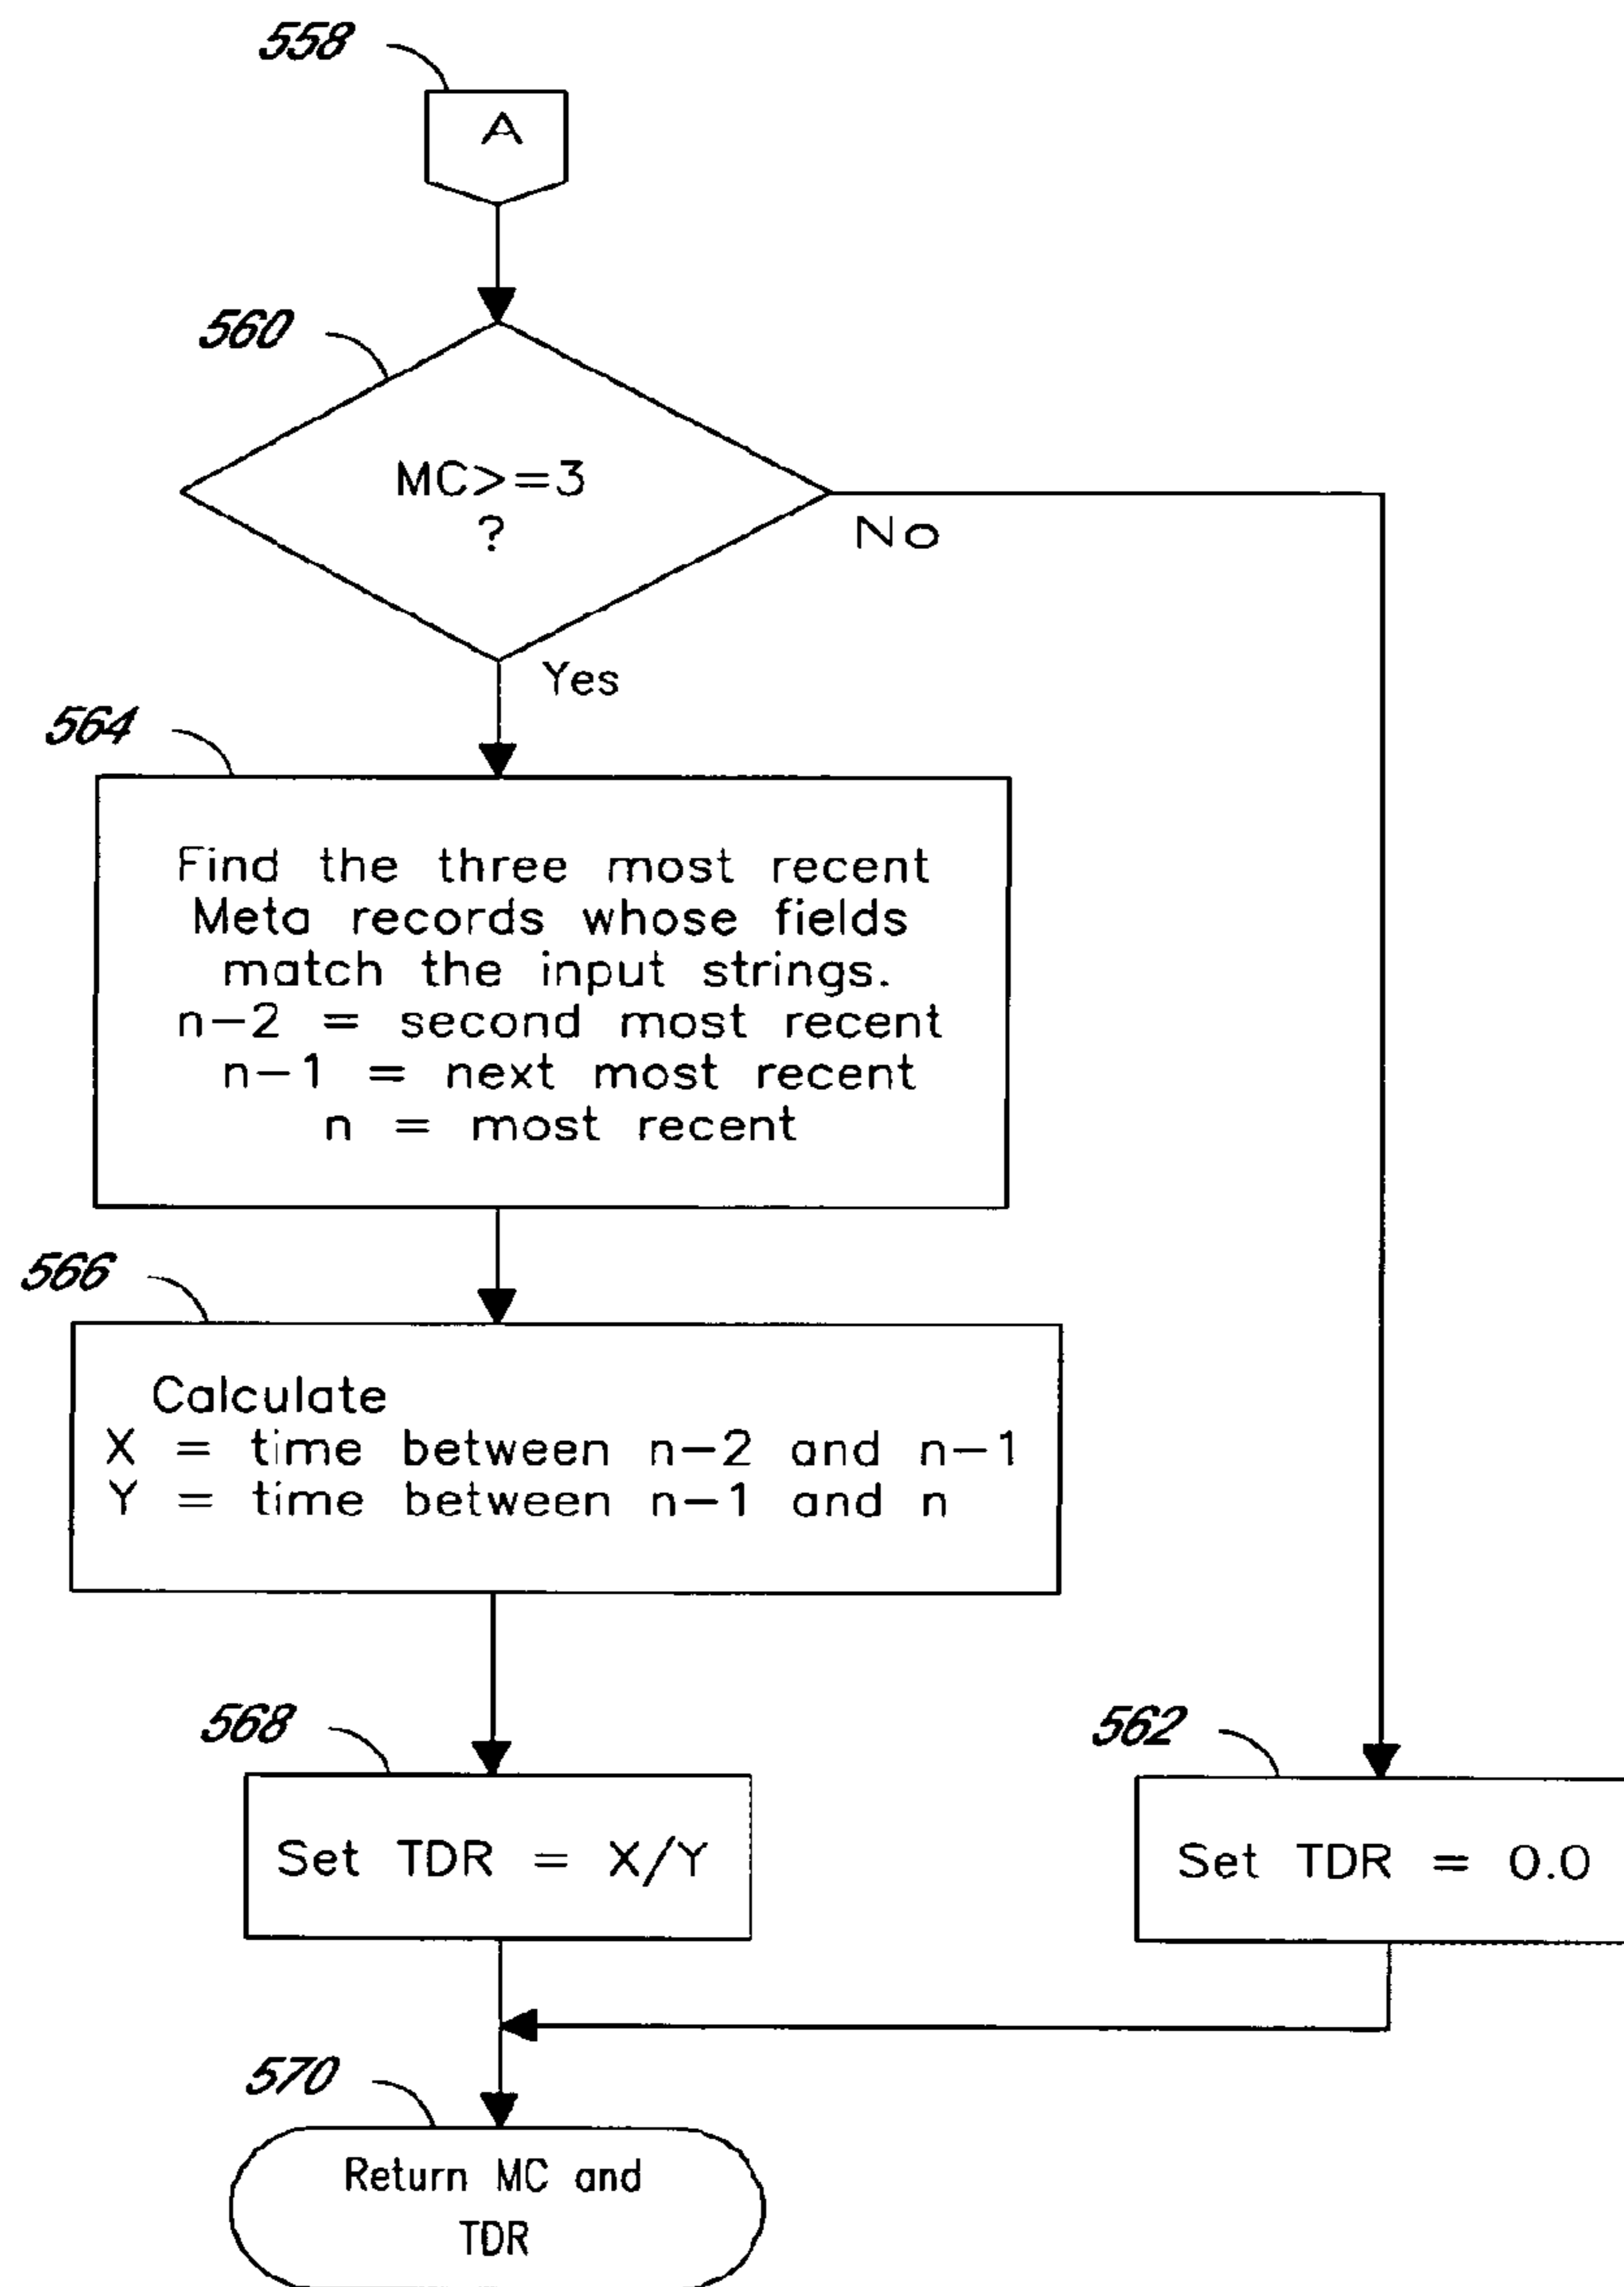 558
A
560
MC>=3
?
No
Yes
564
Find the three most recent
Meta records whose fields
match the input strings.
n-2 = second most recent
n-1 = next most recent
n = most recent
566
Calculate
X = time between n-2 and n-1
Y = time between n-1 and n
568
Set TDR = X/Y
562
Set TDR = 0.0
570
Return MC and
TDR